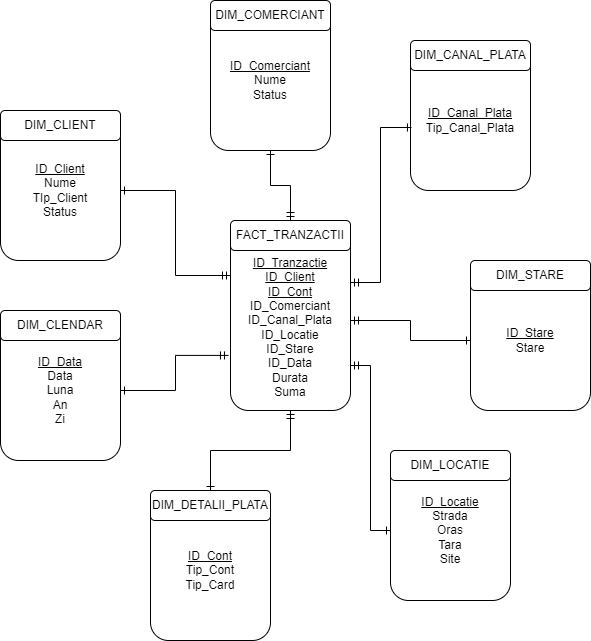 DIM_COMERCIANT
ID_Comerciant
Nume
Status
DIM_CANAL_PLATA
ID_Canal_Plata
Tip_Canal_Plata
DIM_CLIENT
ID_Client
Nume
TIp_Client
Status
FACT_TRANZACTII
ID_Tranzactie
ID_Client
ID_Cont
ID_Comerciant
ID_Canal_Plata
ID_Locatie
ID_Stare
ID_Data
Durata
Suma
DIM_STARE
ID_Stare
Stare
DIM_CLENDAR
ID_Data
Data
Luna
An
Zi
DIM_LOCATIE
ID_Locatie
Strada
Oras
Tara
Site
DIM_DETALII_PLATA
ID_Cont
Tip_Cont
Tip_Card